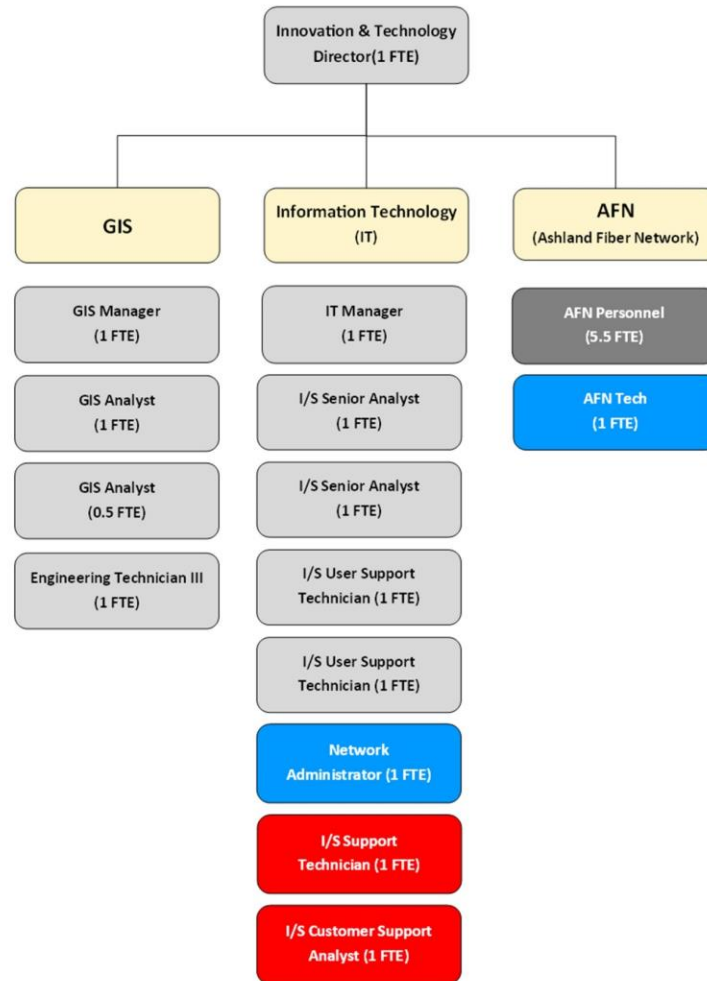 Innovation & Technology
Director(1 FTE)
GIS
Information Technology
(IT)
AFN
(Ashland Fiber Network)
GIS Manager
(1 FTE)
GIS Analyst
(1 FTE)
GIS Analyst
(0.5 FTE)
Engineering Technician III
(1 FTE)
IT Manager
(1 FTE)
I/S Senior Analyst
(1 FTE)
I/S Senior Analyst
(1 FTE)
I/S User Support
Technician (1 FTE)
I/S User Support
Technician (1 FTE)
Network
Administrator (1 FTE)
I/S Support
Technician (1 FTE)
I/S Customer Support
Analyst (1 FTE)
AFN Personnel
(5.5 FTE)
AFN Tech
(1 FTE)